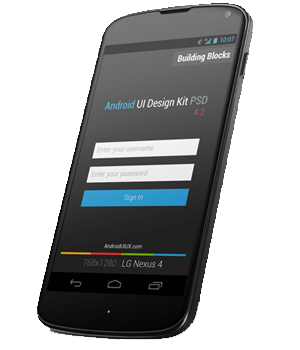 10:07
Building Blocks
Android UI Design Kit PSD
4.2
Enter your username
Enter your password
Sign In
AndroidUIUX.com
768x1280 | LG Nexus 4